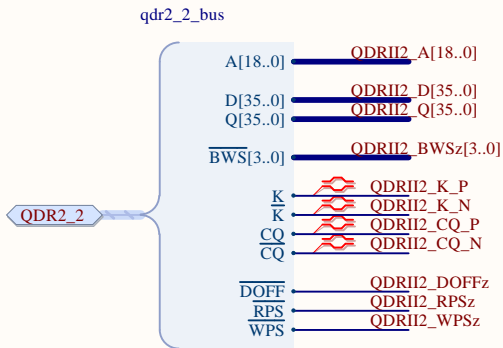 qdr2_2_bus
A[18..0] QDRII2_A[18..0]
D[35..0] QDRII2_D[35..0]
Q[35..0] QDRII2_Q[35..0]
BWS[3..0] QDRII2_BWSz[3..0]
K QDRII2_K_P
K QDRII2_K_N
QDR2_2
CQ QDRII2_CQ_P
CQ QDRII2_CQ_N
DOFF QDRII2_DOFFz
RPS QDRII2_RPSz
WPS QDRII2_WPSz